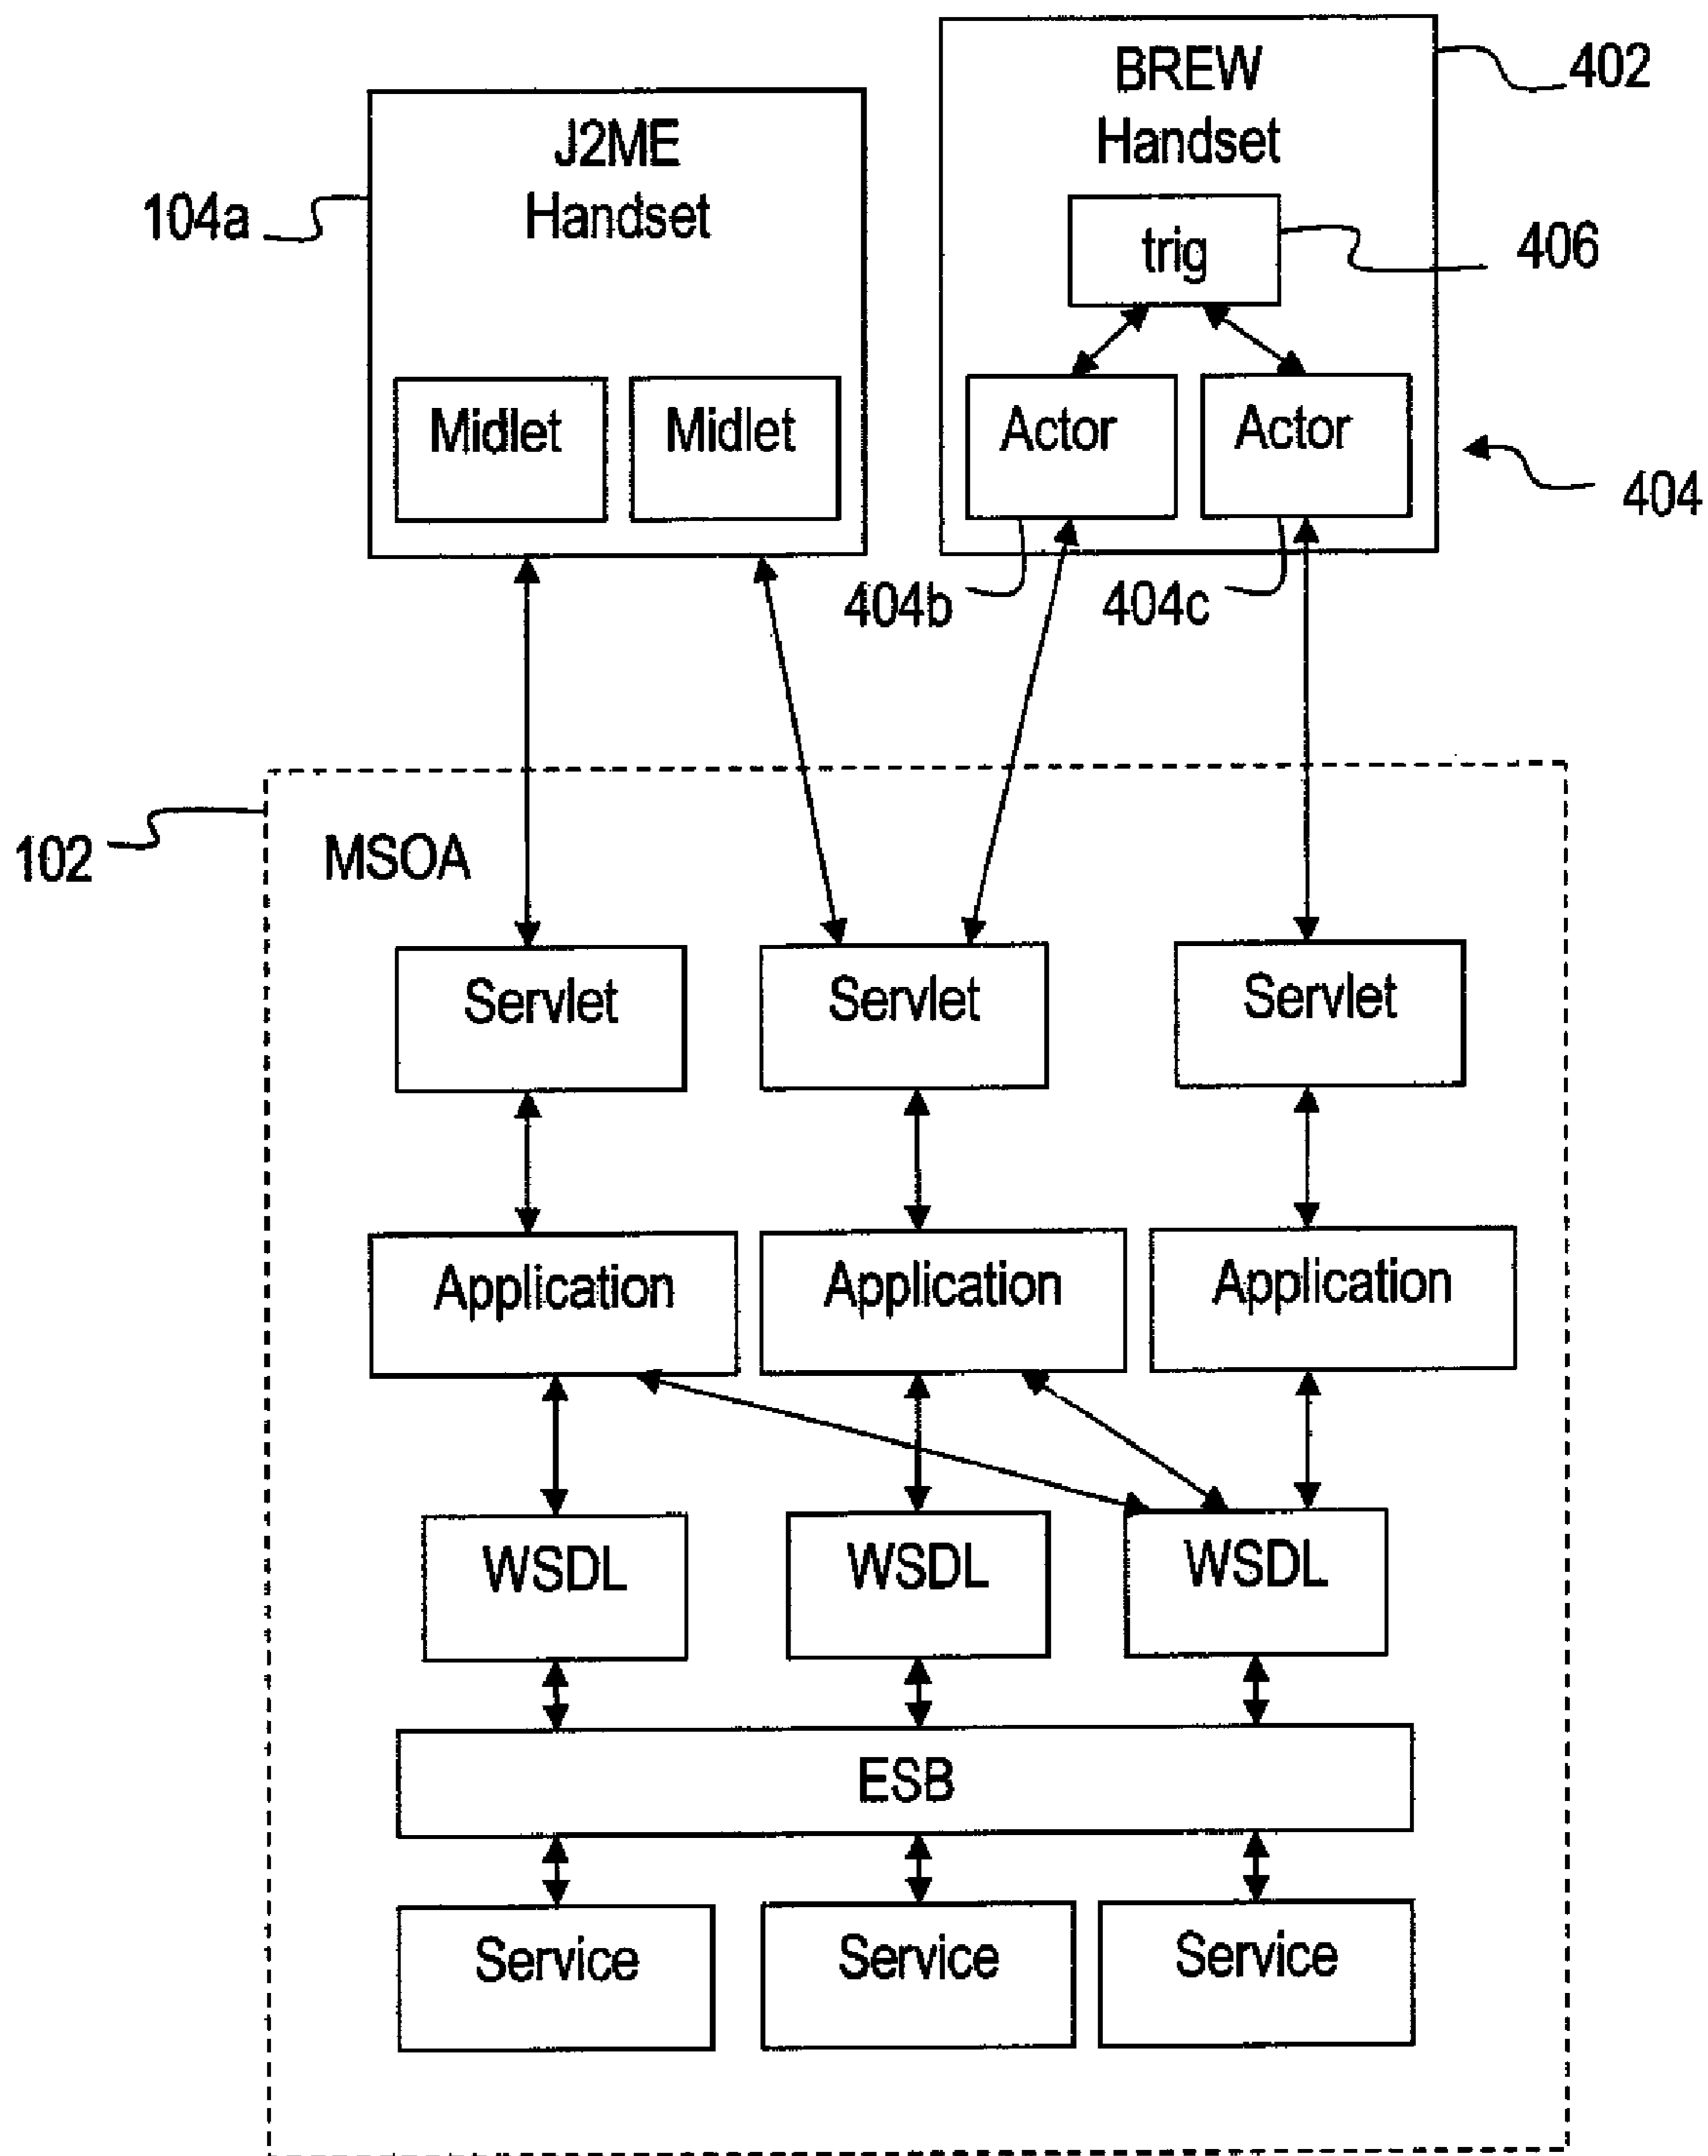 BREW
Handset
402
J2ME
Handset
104a
trig
406
Midlet
Midlet
Actor
Actor
404
404b
404c
102
MSOA
Servlet
Servlet
Servlet
Application
Application
Application
WSDL
WSDL
WSDL
ESB
Service
Service
Service